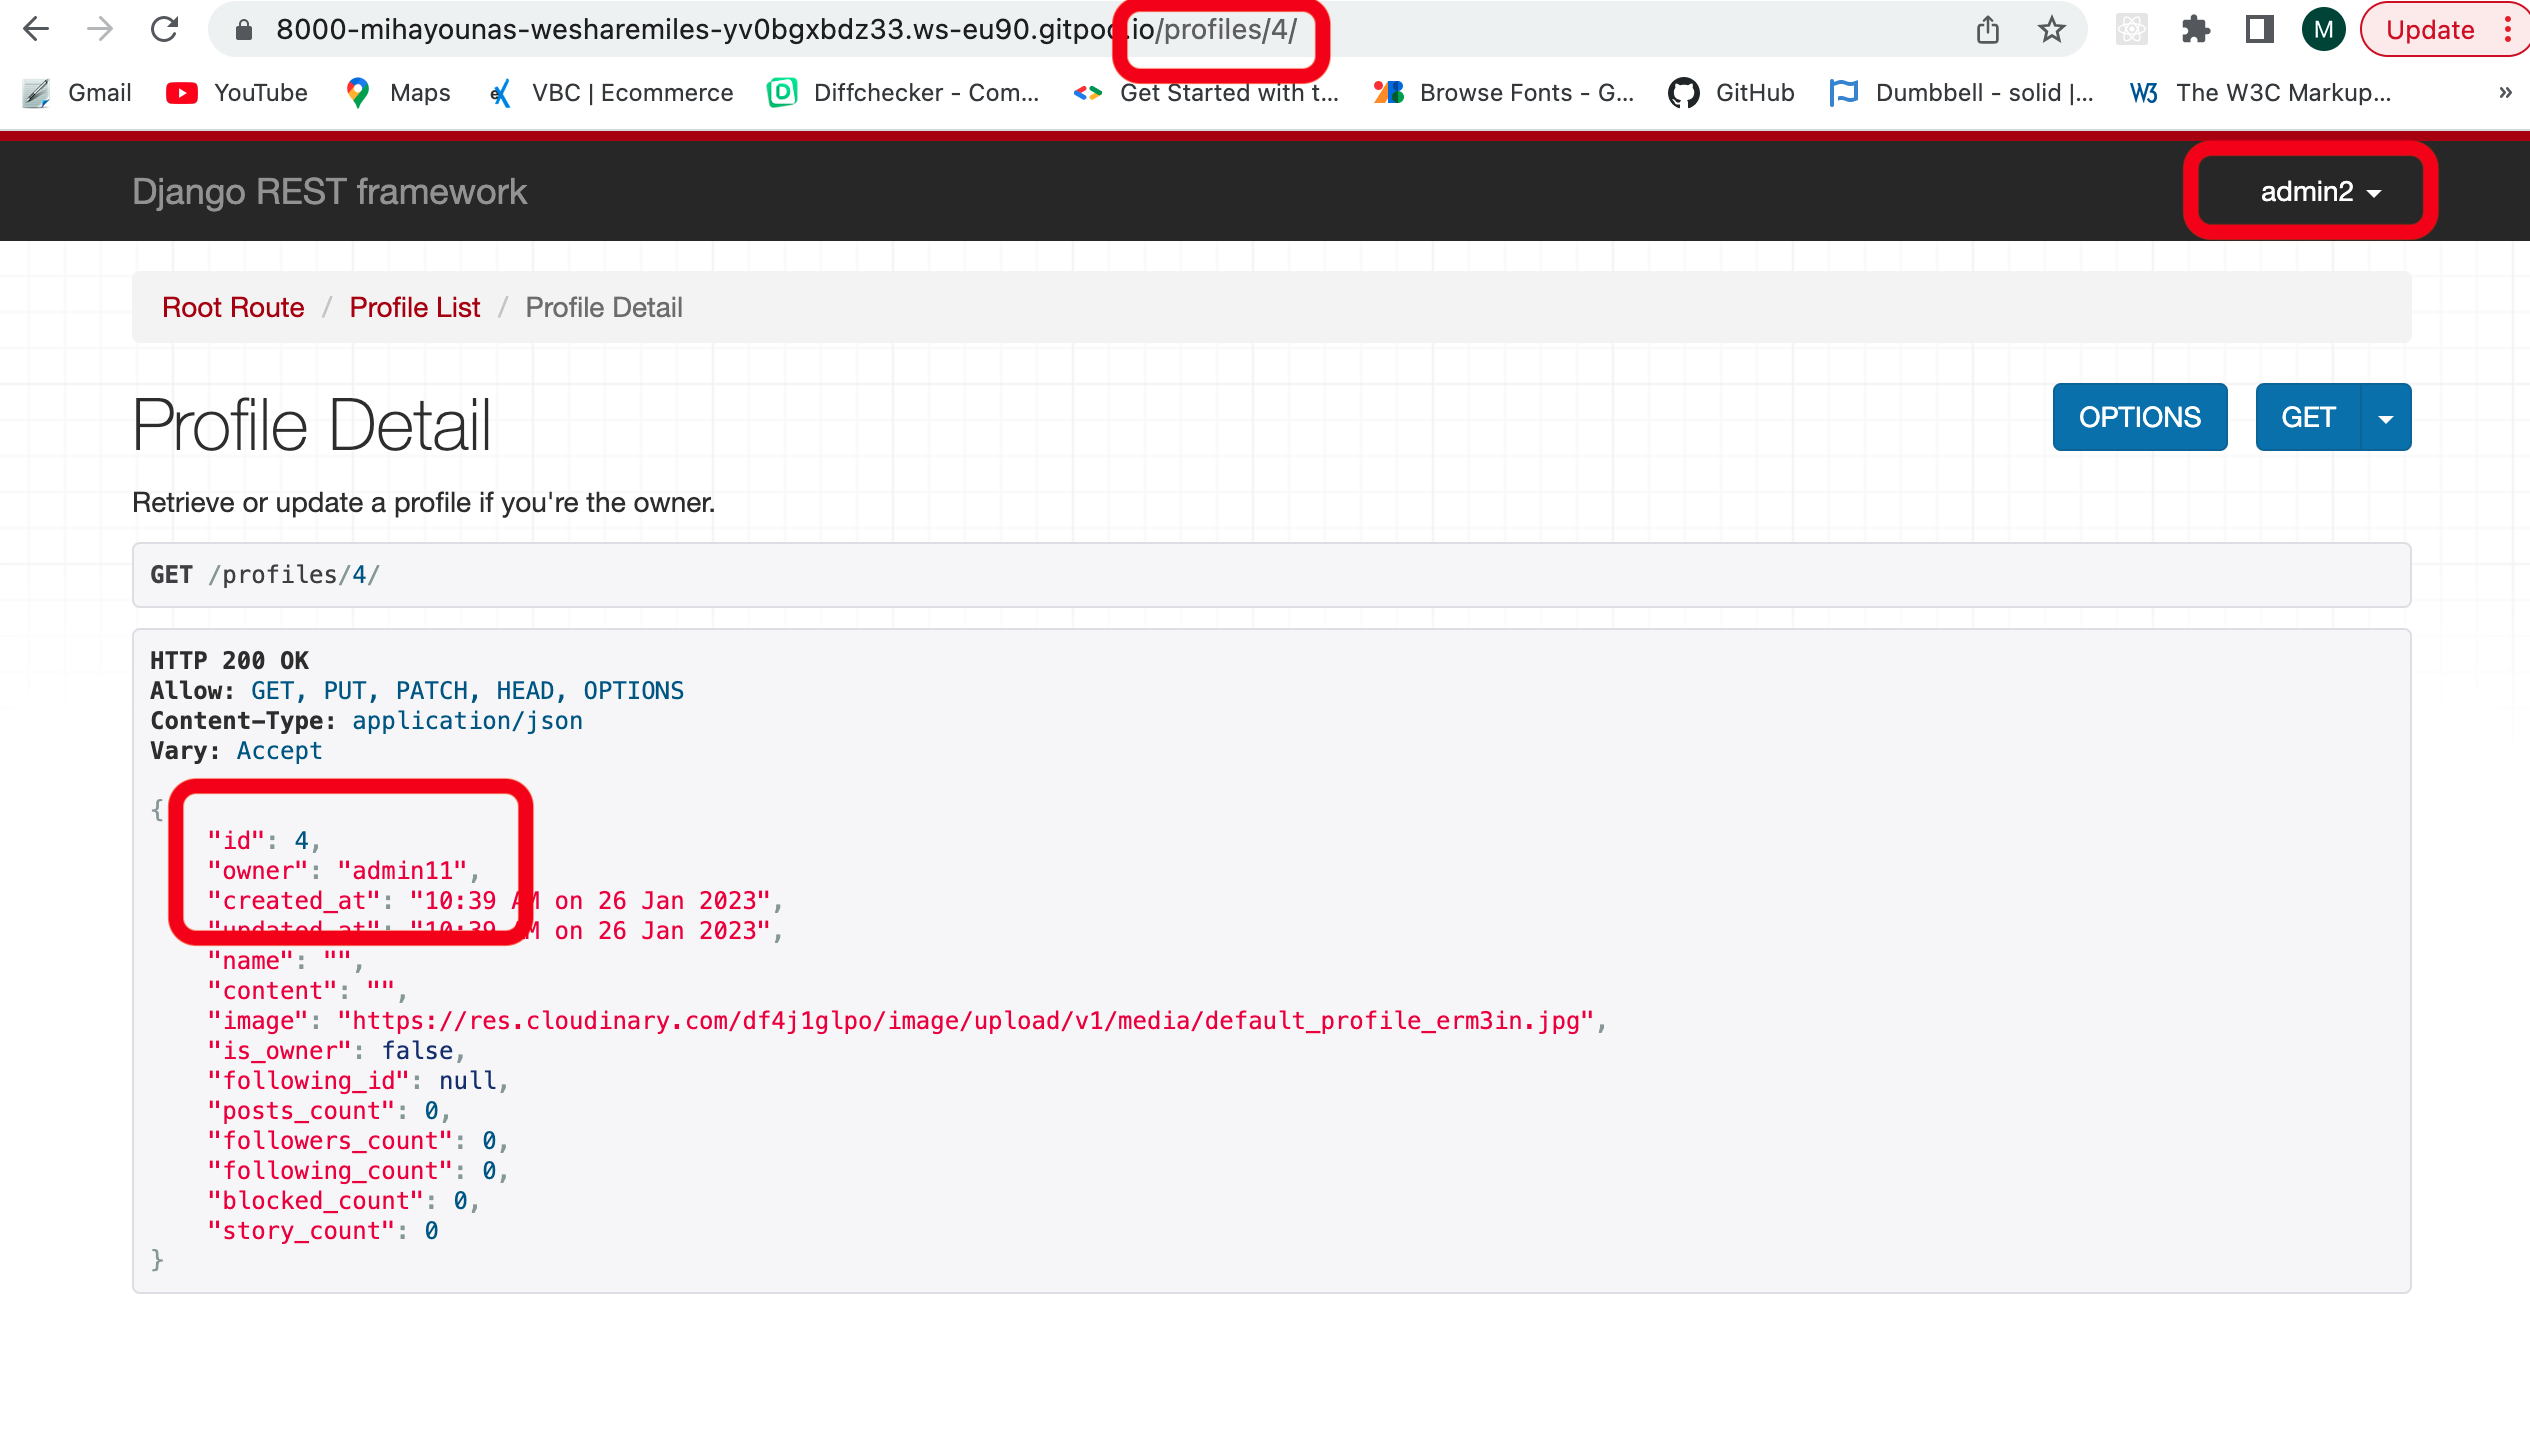 8000-mihayounas-wesharemiles-yv0bgxbdz33.ws-eu90.gitpod.io/profiles/4/
M
Update
Gmail
YouTube
Maps
VBC | Ecommerce
Diffchecker - Com...
Get Started with t...
Browse Fonts - G...
GitHub
Dumbbell - solid |...
The W3C Markup...
»
Django REST framework
admin2
Root Route / Profile List / Profile Detail
Profile Detail
OPTIONS
GET
Retrieve or update a profile if you're the owner.
GET /profiles/4/
HTTP 200 OK
Allow: GET, PUT, PATCH, HEAD, OPTIONS
Content-Type: application/json
Vary: Accept
{
"id": 4,
"owner": "admin11",
"created_at": "10:39 AM on 26 Jan 2023",
"updated_at": "10:39 AM on 26 Jan 2023",
"name": "",
"content": "",
"image": "https://res.cloudinary.com/df4j1glpo/image/upload/v1/media/default_profile_erm3in.jpg",
"is_owner": false,
"following_id": null,
"posts_count": 0,
"followers_count": 0,
"following_count": 0,
"blocked_count": 0,
"story_count": 0
}